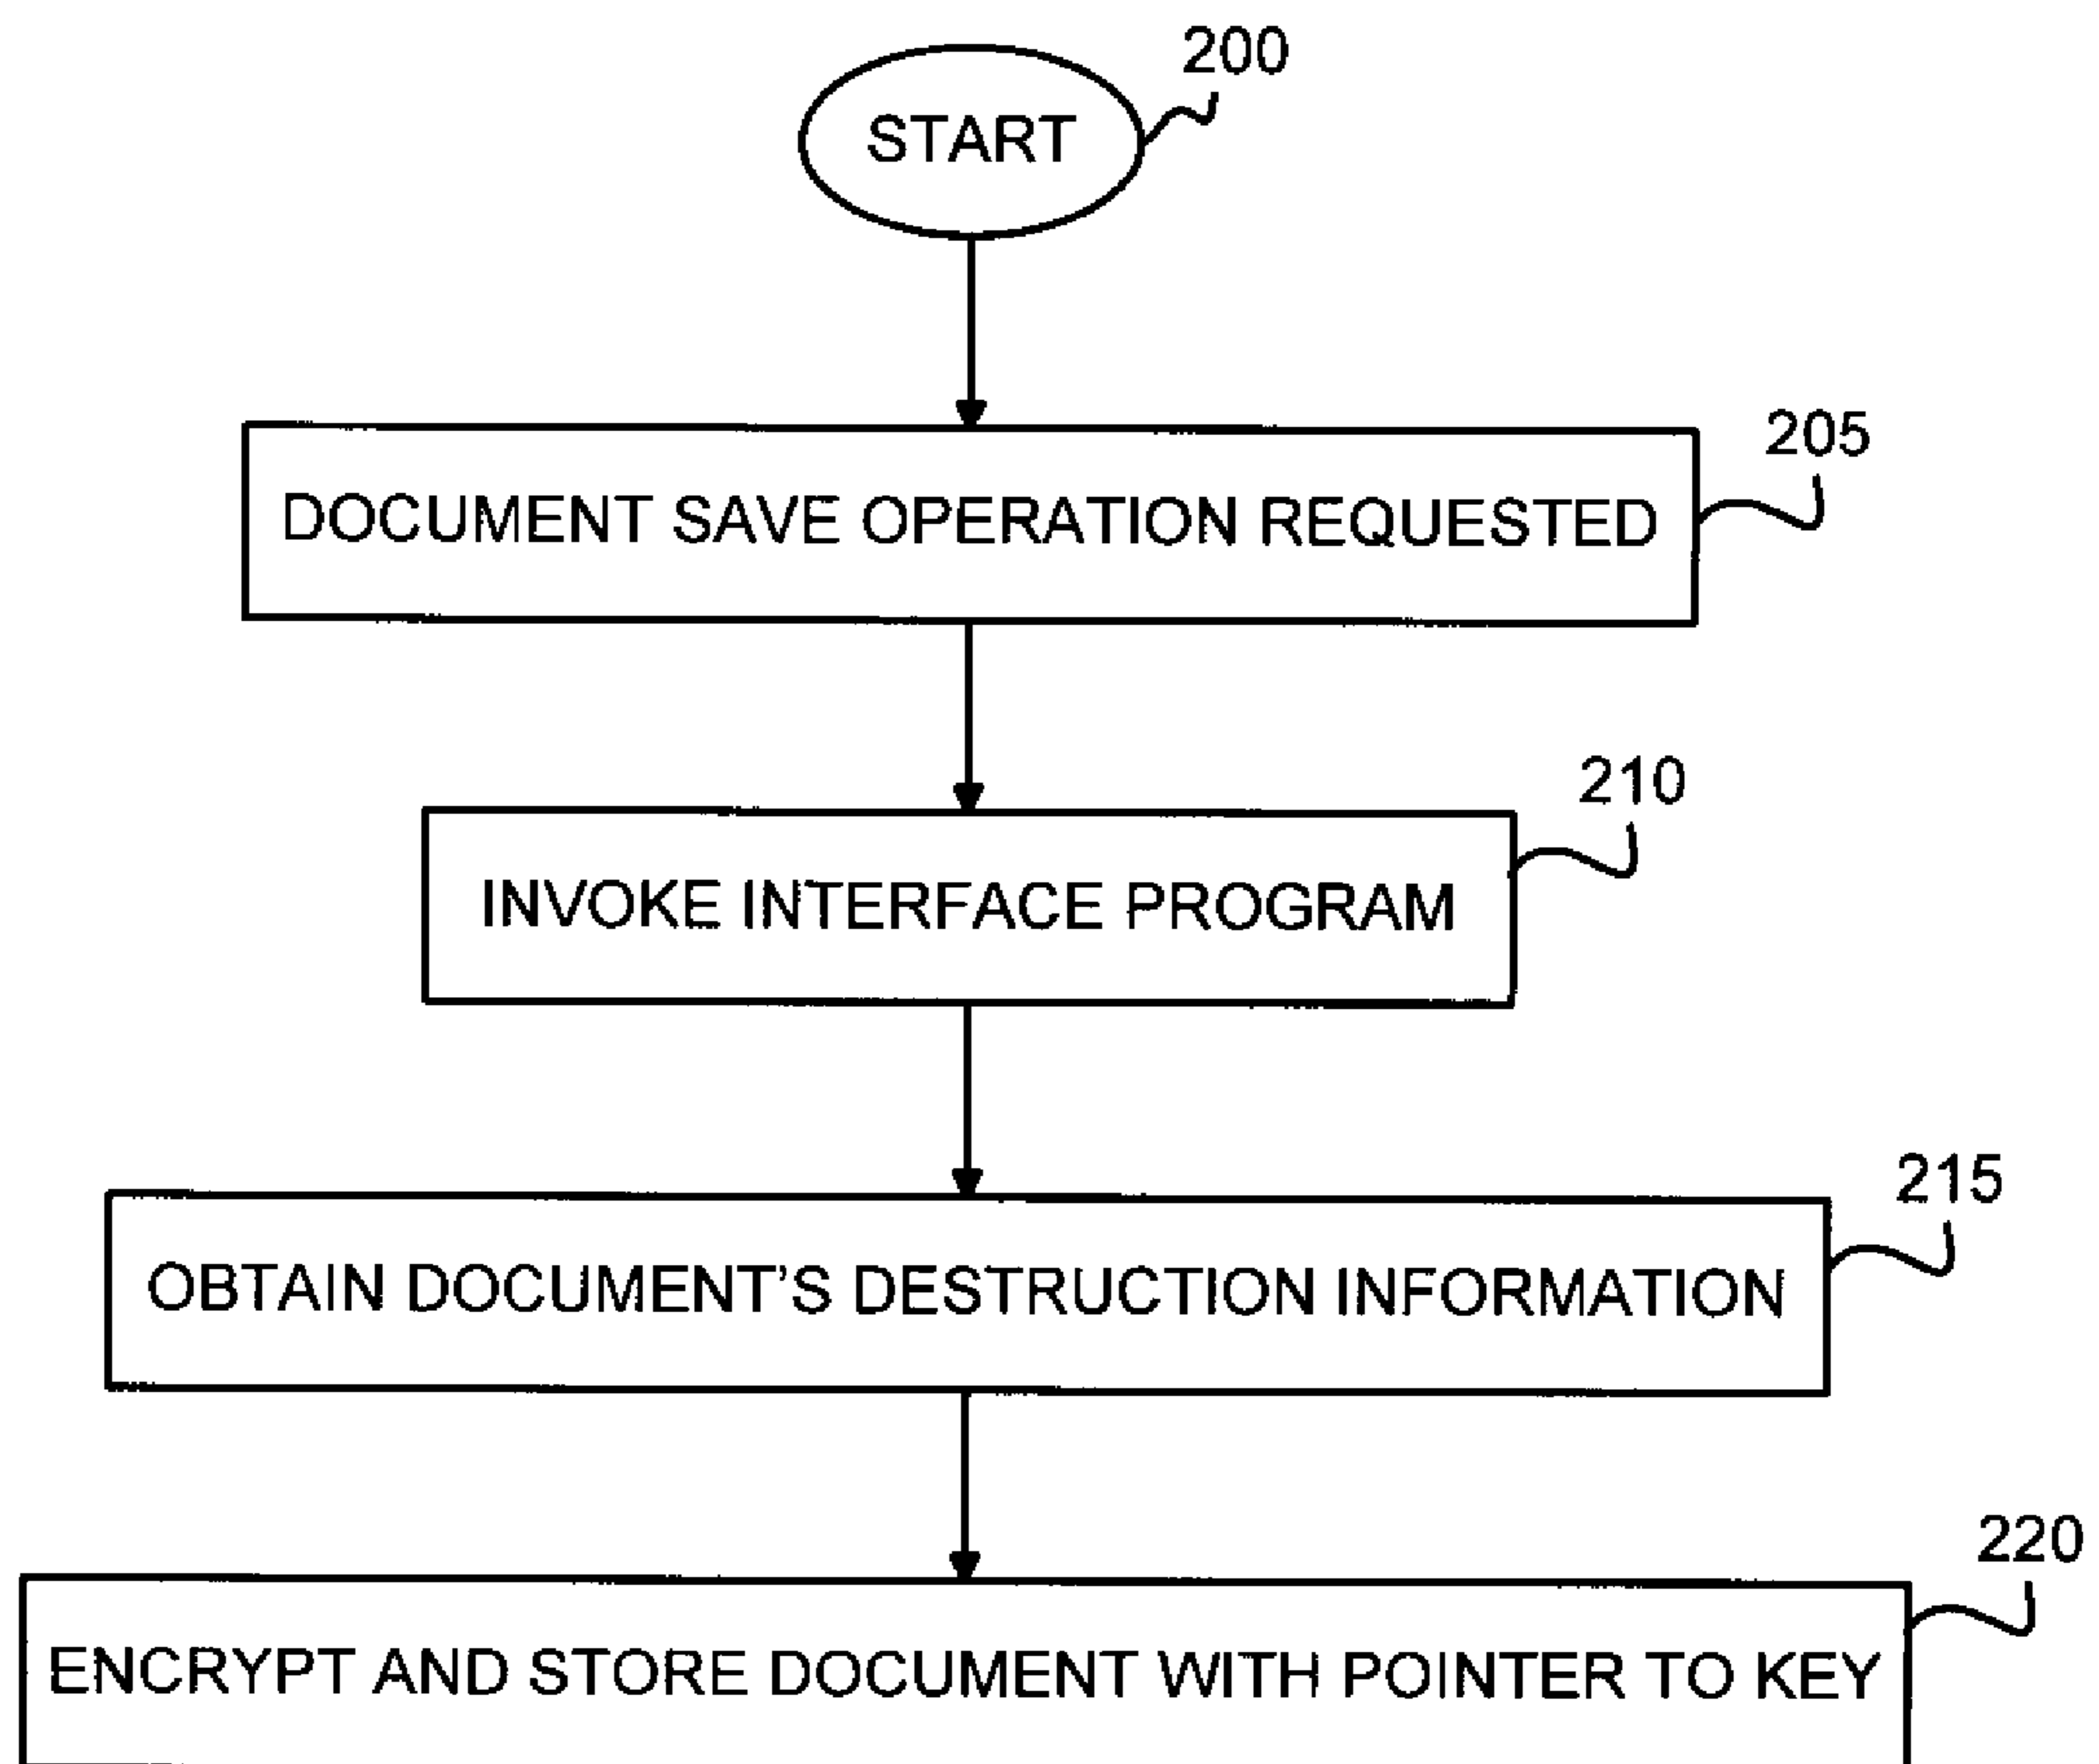 200
START
205
DOCUMENT SAVE OPERATION REQUESTED
210
INVOKE INTERFACE PROGRAM
215
OBTAIN DOCUMENT'S DESTRUCTION INFORMATION
220
ENCRYPT AND STORE DOCUMENT WITH POINTER TO KEY